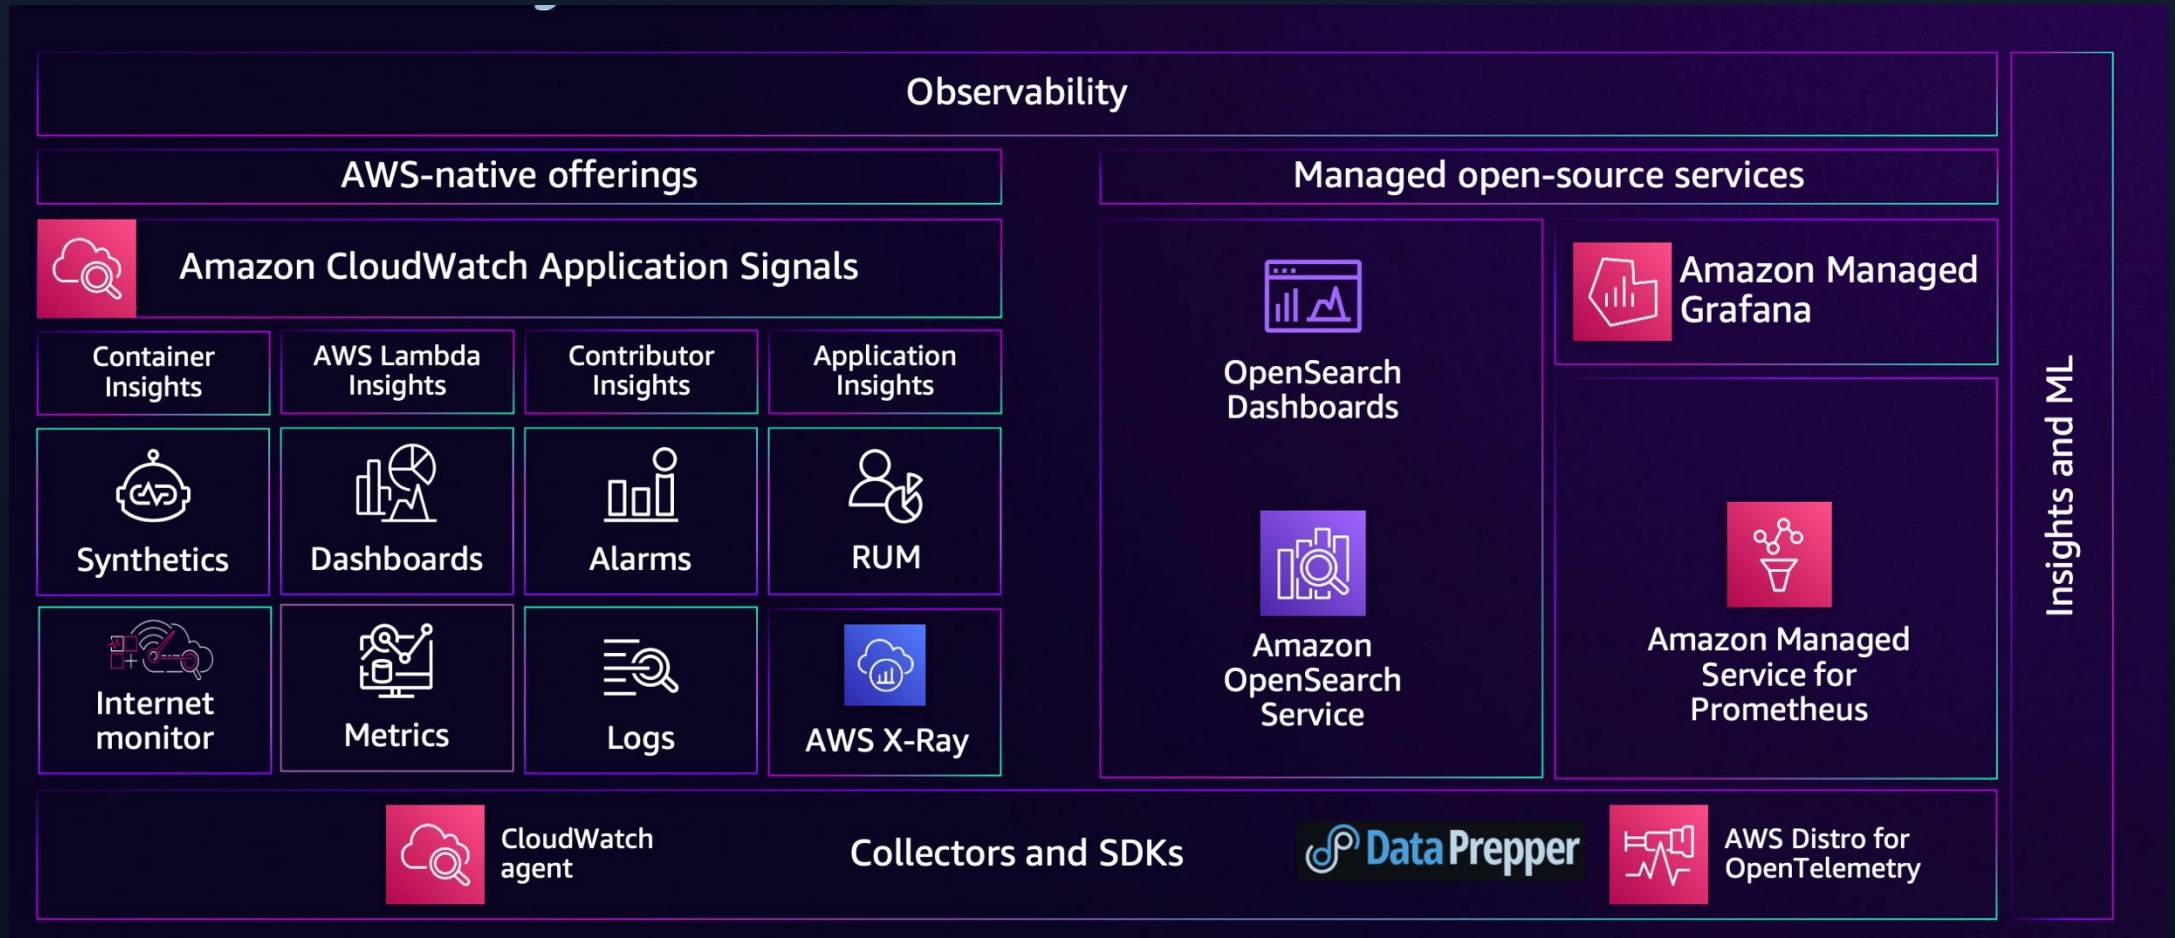 Observability
AWS-native offerings
Managed open-source services
Amazon CloudWatch Application Signals
Container
Insights
AWS Lambda
Insights
Contributor
Insights
Application
Insights
Synthetics
Dashboards
Alarms
RUM
Internet
monitor
Metrics
Logs
AWS X-Ray
OpenSearch
Dashboards
Amazon
OpenSearch
Service
Amazon Managed
Grafana
Amazon Managed
Service for
Prometheus
Insights and ML
CloudWatch
agent
Collectors and SDKs
Data Prepper
AWS Distro for
OpenTelemetry